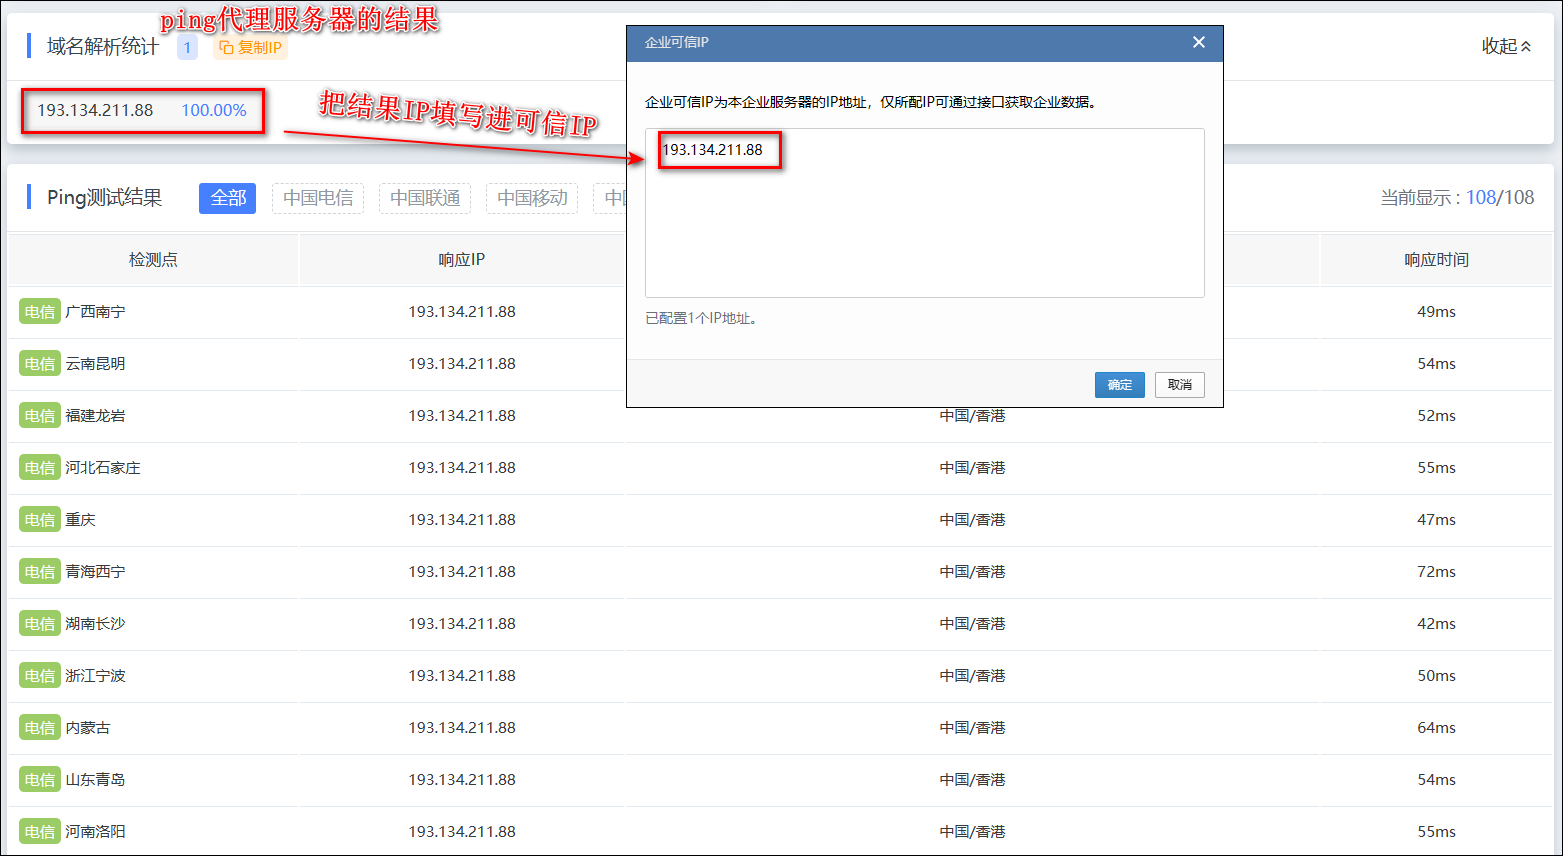 ping代理服务器的结果
域名解析统计 1 复制IP 收起
193.134.211.88 100.00%
把结果IP填写进可信IP
企业可信IP
企业可信IP为本企业服务器的IP地址，仅所配IP可通过接口获取企业数据。
193.134.211.88
已配置1个IP地址。
确定 取消
Ping测试结果 全部 中国电信 中国联通 中国移动 中 当前显示 : 108/108
检测点 响应IP 响应时间
电信 广西南宁 193.134.211.88 49ms
电信 云南昆明 193.134.211.88 54ms
电信 福建龙岩 193.134.211.88 中国/香港 52ms
电信 河北石家庄 193.134.211.88 中国/香港 55ms
电信 重庆 193.134.211.88 中国/香港 47ms
电信 青海西宁 193.134.211.88 中国/香港 72ms
电信 湖南长沙 193.134.211.88 中国/香港 42ms
电信 浙江宁波 193.134.211.88 中国/香港 50ms
电信 内蒙古 193.134.211.88 中国/香港 64ms
电信 山东青岛 193.134.211.88 中国/香港 54ms
电信 河南洛阳 193.134.211.88 中国/香港 55ms